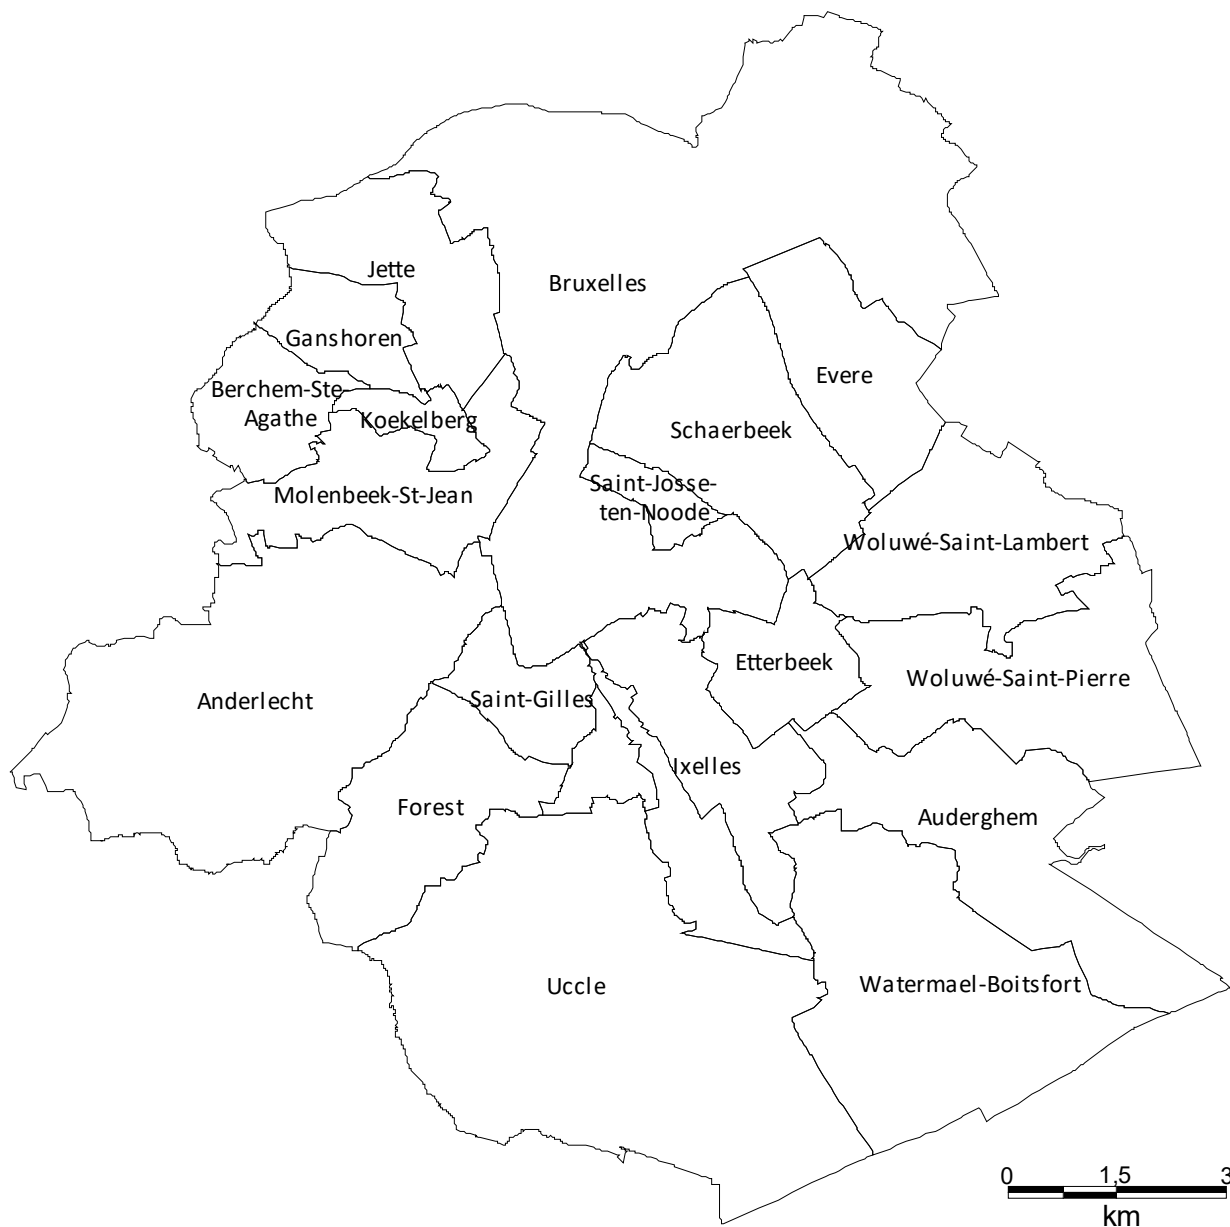 Jette
Bruxelles
Ganshoren
Evere
Berchem-Ste-
Agathe
Koekelberg
Schaerbeek
Molenbeek-St-Jean
Saint-Josse-
ten-Noode
Woluwé-Saint-Lambert
Etterbeek
Woluwé-Saint-Pierre
Anderlecht
Saint-Gilles
Ixelles
Forest
Auderghem
Uccle
Watermael-Boitsfort
0 1,5 3
km